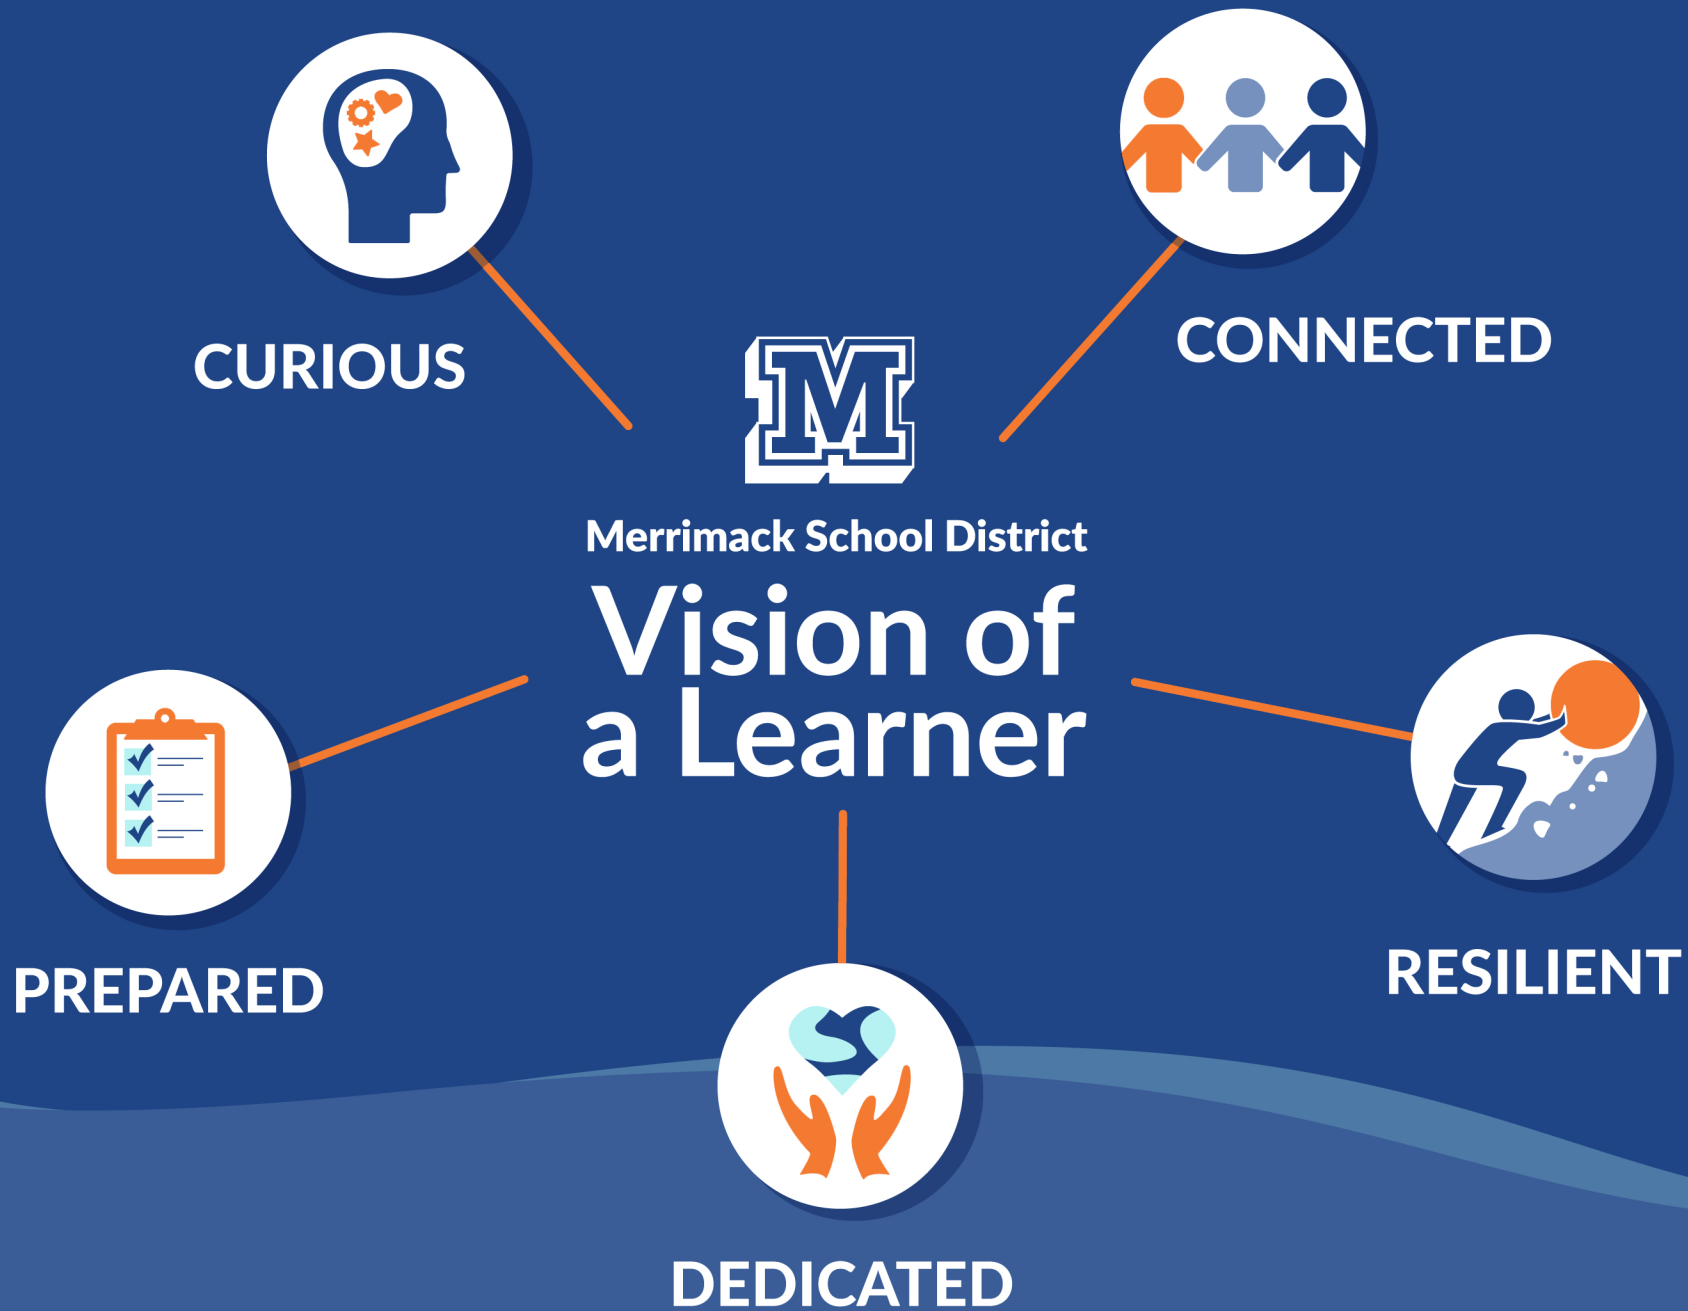 CURIOUS
CONNECTED
M
Merrimack School District
Vision of
a Learner
PREPARED
RESILIENT
DEDICATED